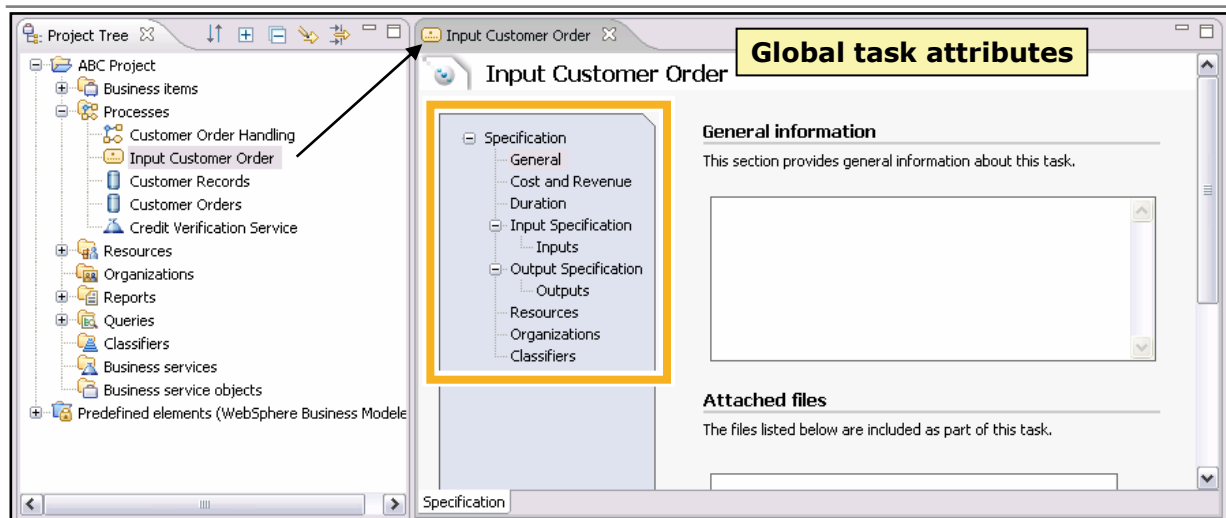 Project Tree
ABC Project
Business items
Processes
Customer Order Handling
Input Customer Order
Customer Records
Customer Orders
Credit Verification Service
Resources
Organizations
Reports
Queries
Classifiers
Business services
Business service objects
Predefined elements (WebSphere Business Modele
Input Customer Order
Global task attributes
Input Customer Order
Specification
General
Cost and Revenue
Duration
Input Specification
Inputs
Output Specification
Outputs
Resources
Organizations
Classifiers
General information
This section provides general information about this task.
Attached files
The files listed below are included as part of this task.
Specification